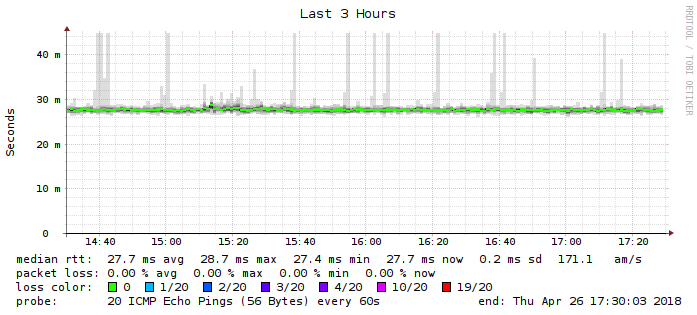 Last 3 Hours
RRDTOOL / TOBI OETIKER
Seconds
40 m
30 m
20 m
10 m
0
14:40 15:00 15:20 15:40 16:00 16:20 16:40 17:00 17:20
median rtt: 27.7 ms avg 28.7 ms max 27.4 ms min 27.7 ms now 0.2 ms sd 171.1 am/s
packet loss: 0.00 % avg 0.00 % max 0.00 % min 0.00 % now
loss color: 0 1/20 2/20 3/20 4/20 10/20 19/20
probe: 20 ICMP Echo Pings (56 Bytes) every 60s end: Thu Apr 26 17:30:03 2018